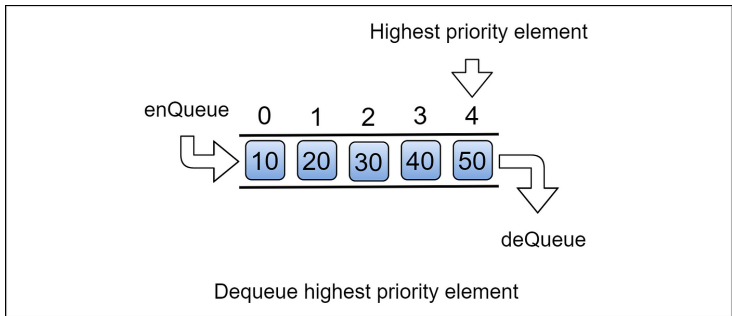 Highest priority element
enQueue
0 1 2 3 4
10 20 30 40 50
deQueue
Dequeue highest priority element